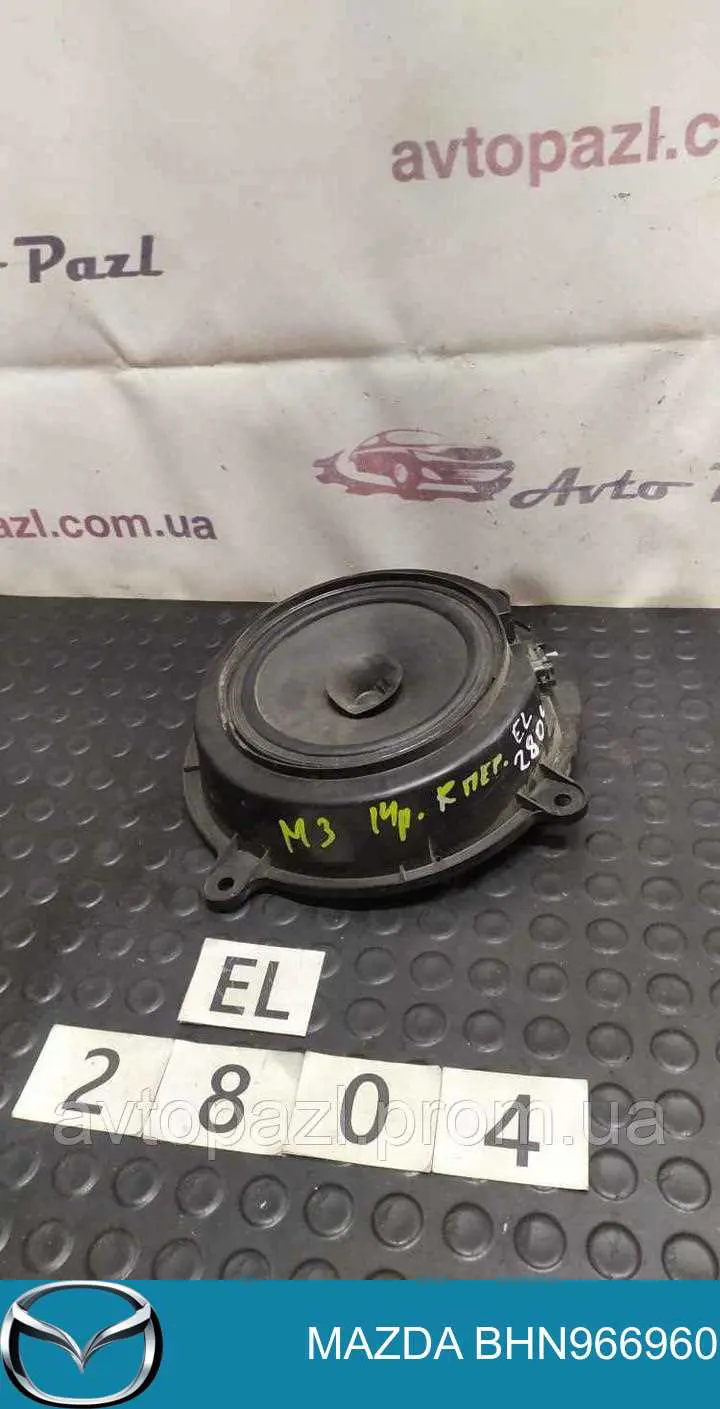 avtopazl.c
-Pazl
Avto
azl.com.ua
EL
2804
M3 14р. К ПЕР.
EL
2 8 0 4
avtopazl.prom.ua
MAZDA BHN966960